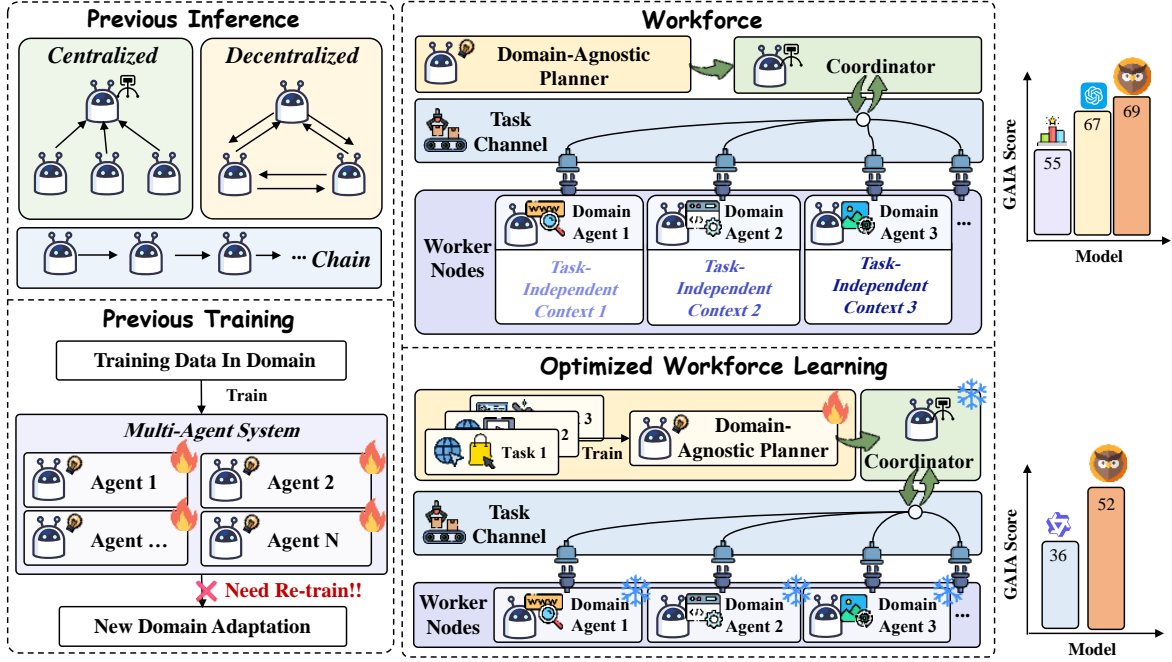 Previous Inference
Centralized
Decentralized
··· Chain
Previous Training
Training Data In Domain
Train
Multi-Agent System
Agent 1
Agent 2
Agent …
Agent N
Need Re-train!!
New Domain Adaptation
Workforce
Domain-Agnostic
Planner
Coordinator
Task
Channel
Worker
Nodes
WWW
Domain
Agent 1
Task-
Independent
Context 1
</>
Domain
Agent 2
Task-
Independent
Context 2
Domain
Agent 3
Task-
Independent
Context 3
...
Optimized Workforce Learning
3
2
Task 1
Train
Domain-
Agnostic Planner
Coordinator
Task
Channel
Worker
Nodes
WWW
Domain
Agent 1
</>
Domain
Agent 2
Domain
Agent 3
...
GAIA Score
55
67
69
Model
GAIA Score
36
52
Model